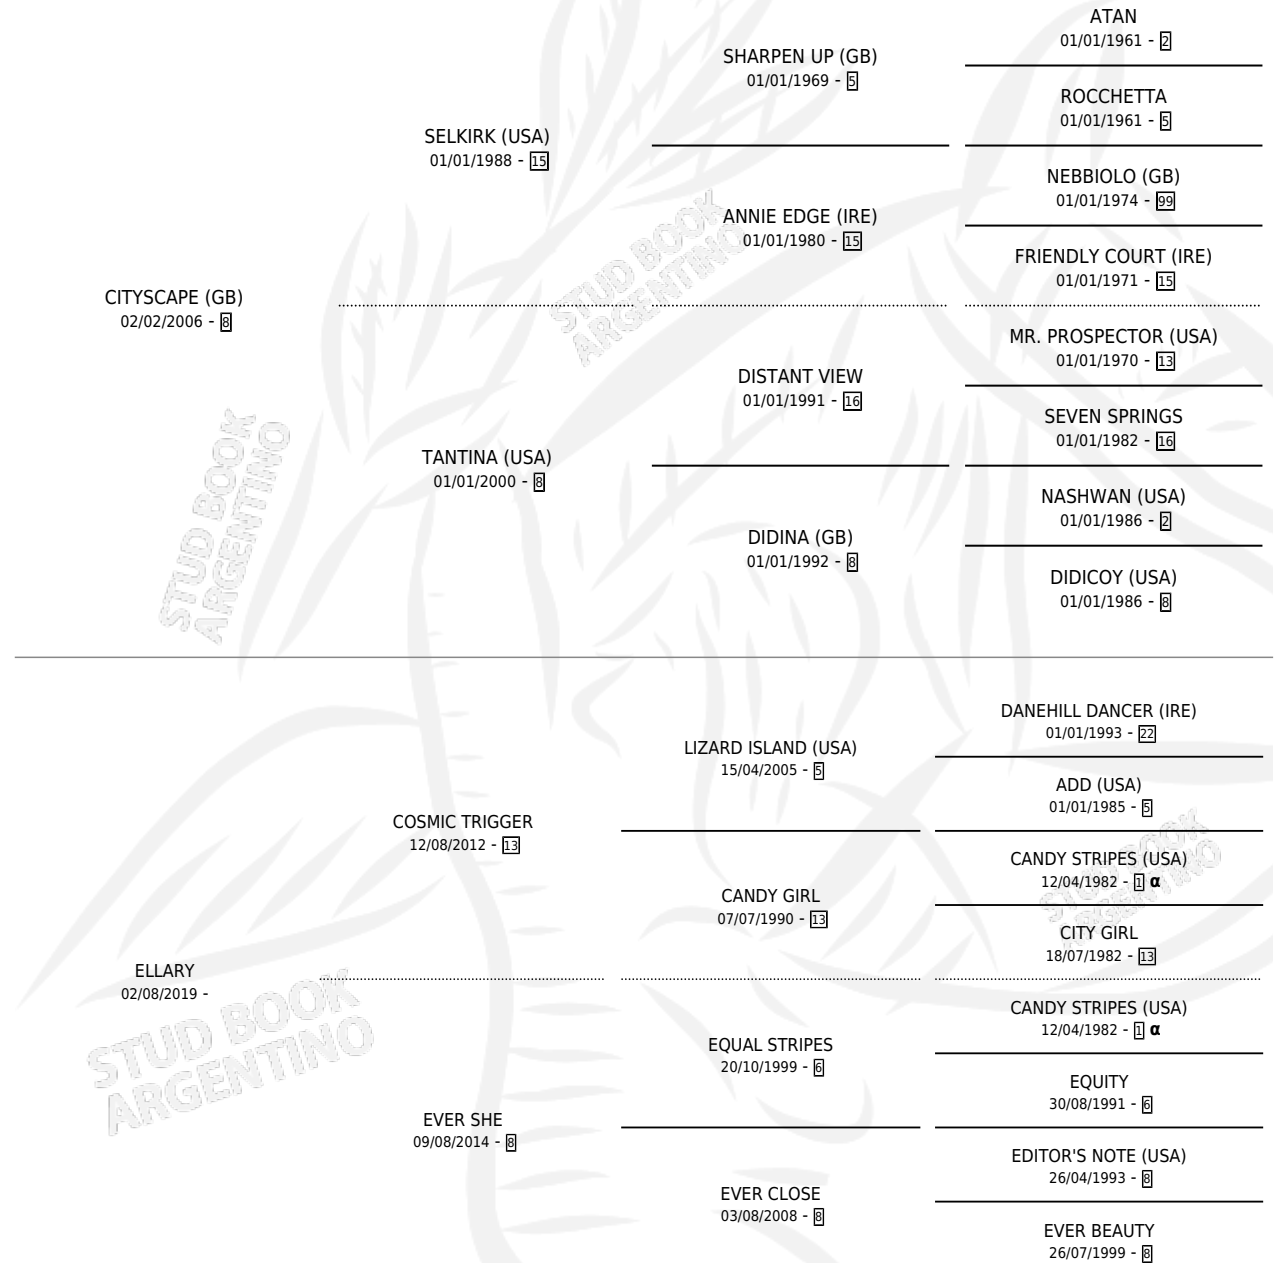 ATAN
01/01/1961 - 2
SHARPEN UP (GB)
01/01/1969 - 5
ROCCHETTA
01/01/1961 - 5
SELKIRK (USA)
01/01/1988 - 15
NEBBIOLO (GB)
01/01/1974 - 99
ANNIE EDGE (IRE)
01/01/1980 - 15
FRIENDLY COURT (IRE)
01/01/1971 - 15
CITYSCAPE (GB)
02/02/2006 - 8
MR. PROSPECTOR (USA)
01/01/1970 - 13
DISTANT VIEW
01/01/1991 - 16
SEVEN SPRINGS
01/01/1982 - 16
TANTINA (USA)
01/01/2000 - 8
NASHWAN (USA)
01/01/1986 - 2
DIDINA (GB)
01/01/1992 - 8
DIDICOY (USA)
01/01/1986 - 8
DANEHILL DANCER (IRE)
01/01/1993 - 22
LIZARD ISLAND (USA)
15/04/2005 - 5
ADD (USA)
01/01/1985 - 5
COSMIC TRIGGER
12/08/2012 - 13
CANDY STRIPES (USA)
12/04/1982 - 1 α
CANDY GIRL
07/07/1990 - 13
CITY GIRL
18/07/1982 - 13
ELLARY
02/08/2019 -
CANDY STRIPES (USA)
12/04/1982 - 1 α
EQUAL STRIPES
20/10/1999 - 6
EQUITY
30/08/1991 - 6
EVER SHE
09/08/2014 - 8
EDITOR'S NOTE (USA)
26/04/1993 - 8
EVER CLOSE
03/08/2008 - 8
EVER BEAUTY
26/07/1999 - 8
STUD BOOK
ARGENTINO
STUD BOOK
ARGENTINO
STUD BOOK
ARGENTINO
STUD BOOK
ARGENTINO